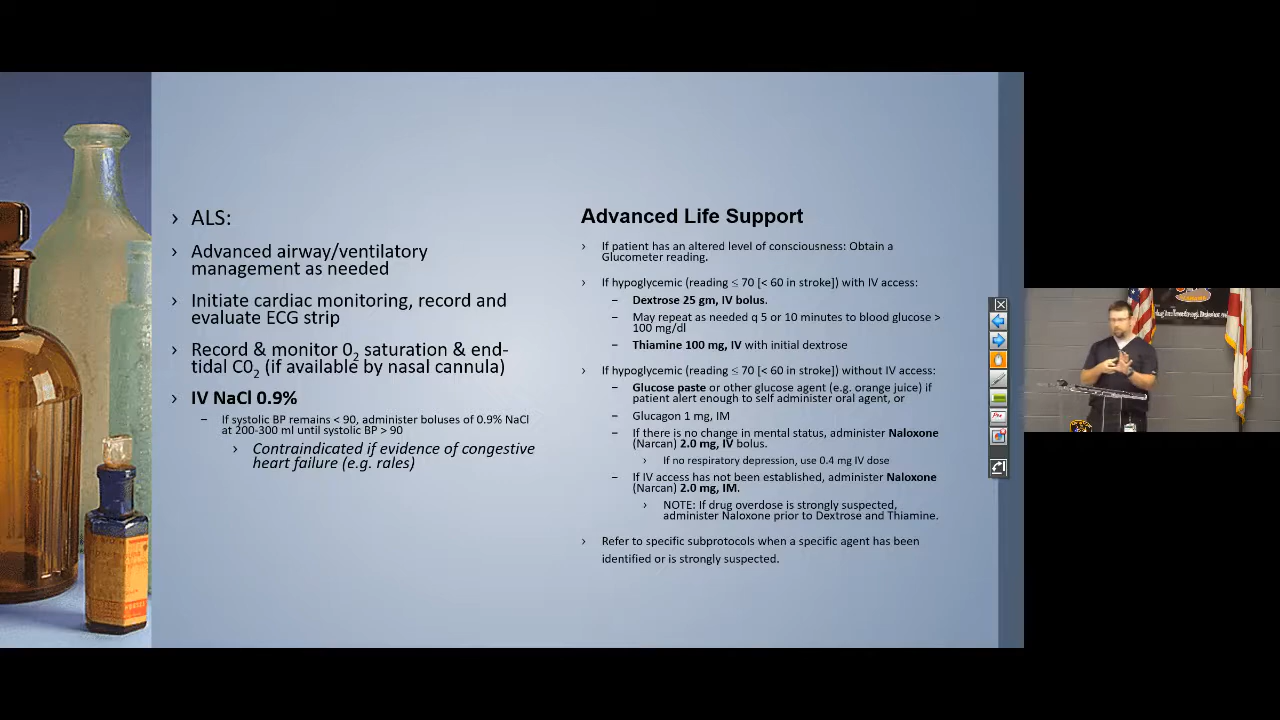 ALS:
Advanced airway/ventilatory
management as needed
Initiate cardiac monitoring, record and
evaluate ECG strip
Record & monitor 0₂ saturation & end-
tidal C0₂ (if available by nasal cannula)
IV NaCl 0.9%
– If systolic BP remains < 90, administer boluses of 0.9% NaCl
at 200-300 ml until systolic BP > 90
Contraindicated if evidence of congestive
heart failure (e.g. rales)
Advanced Life Support
If patient has an altered level of consciousness: Obtain a
Glucometer reading.
If hypoglycemic (reading ≤ 70 [< 60 in stroke]) with IV access:
– Dextrose 25 gm, IV bolus.
– May repeat as needed q 5 or 10 minutes to blood glucose >
100 mg/dl
– Thiamine 100 mg, IV with initial dextrose
If hypoglycemic (reading ≤ 70 [< 60 in stroke]) without IV access:
– Glucose paste or other glucose agent (e.g. orange juice) if
patient alert enough to self administer oral agent, or
– Glucagon 1 mg, IM
– If there is no change in mental status, administer Naloxone
(Narcan) 2.0 mg, IV bolus.
If no respiratory depression, use 0.4 mg IV dose
– If IV access has not been established, administer Naloxone
(Narcan) 2.0 mg, IM.
NOTE: If drug overdose is strongly suspected,
administer Naloxone prior to Dextrose and Thiamine.
Refer to specific subprotocols when a specific agent has been
identified or is strongly suspected.